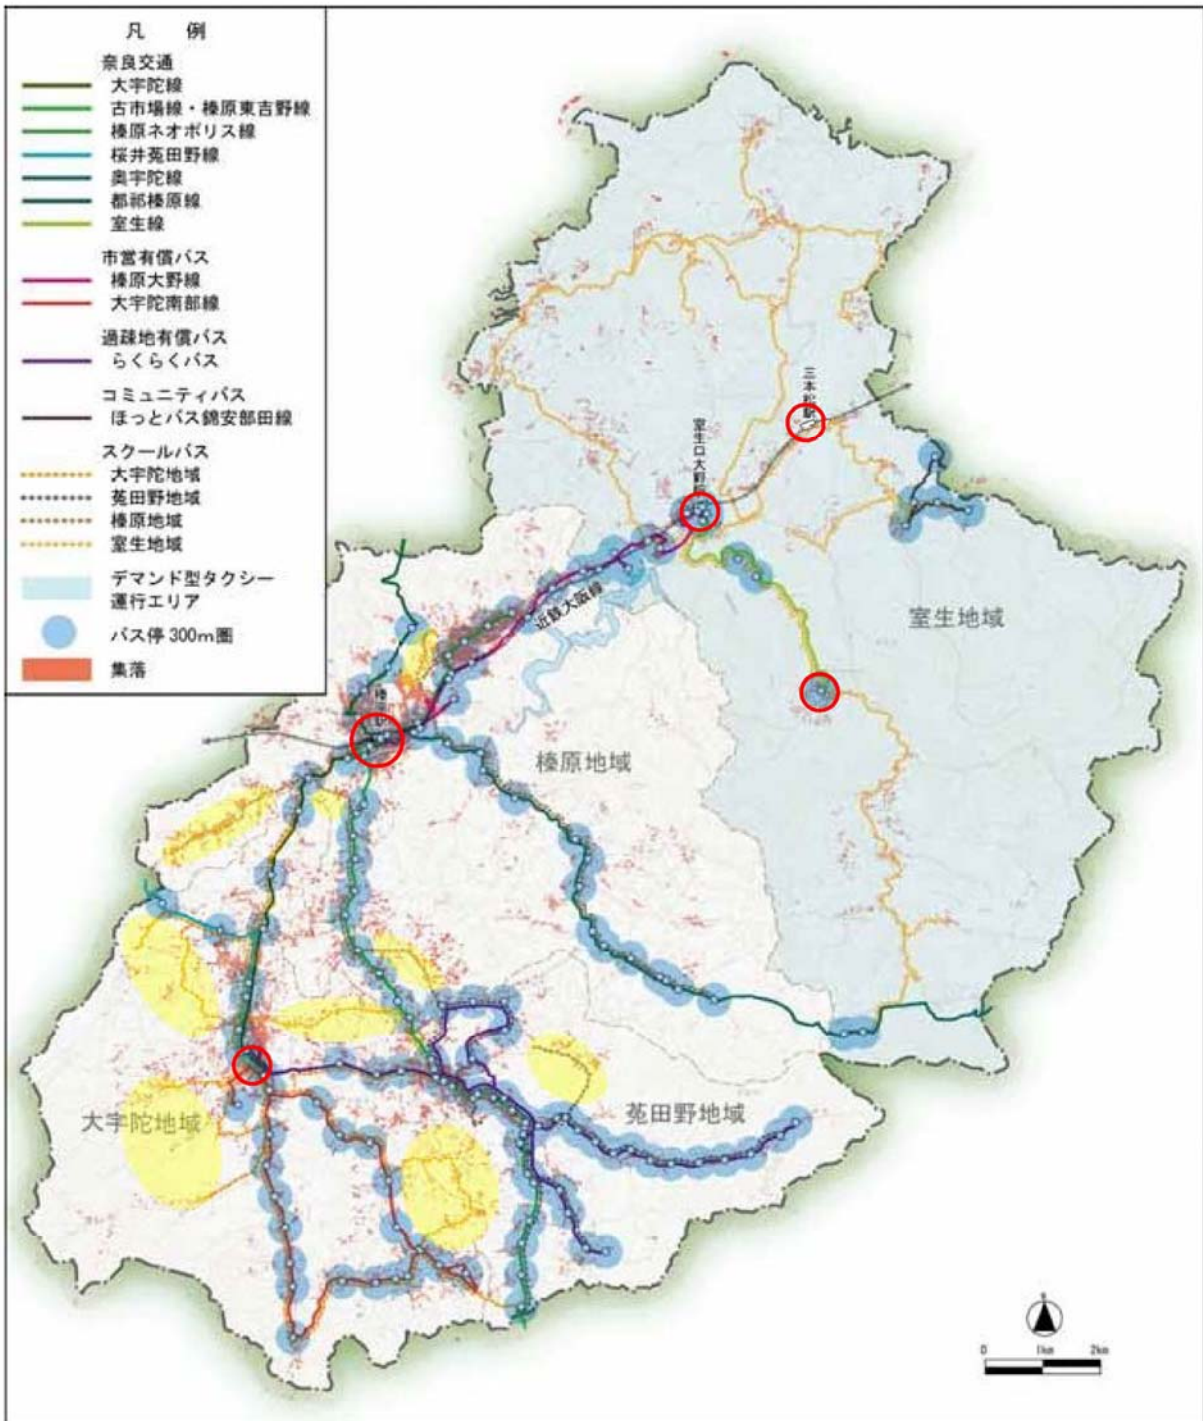 凡　例
奈良交通
大宇陀線
古市場線・榛原東吉野線
榛原ネオポリス線
桜井菟田野線
奥宇陀線
都祁榛原線
室生線
市営有償バス
榛原大野線
大宇陀南部線
過疎地有償バス
らくらくバス
コミュニティバス
ほっとバス錦安部田線
スクールバス
大宇陀地域
菟田野地域
榛原地域
室生地域
デマンド型タクシー
運行エリア
バス停300m圏
集落
三本松駅
室生口大野
近鉄大阪線
室生地域
榛原地域
大宇陀地域
菟田野地域
0 1km 2km